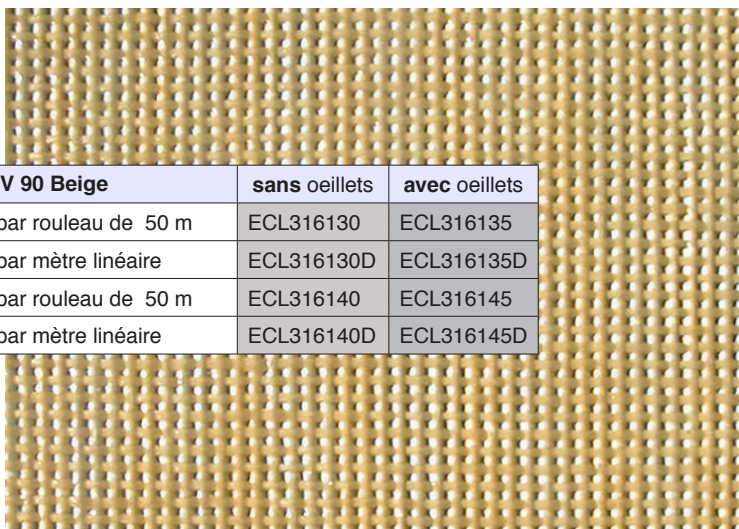 V 90 Beige sans oeillets avec oeillets
par rouleau de 50 m ECL316130 ECL316135
par mètre linéaire ECL316130D ECL316135D
par rouleau de 50 m ECL316140 ECL316145
par mètre linéaire ECL316140D ECL316145D